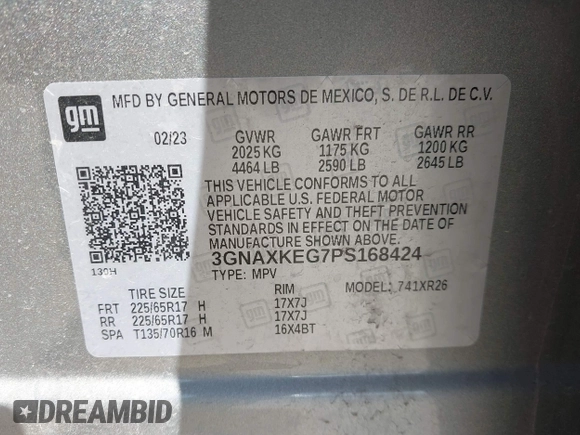 gm
MFD BY GENERAL MOTORS DE MEXICO, S. DE R.L. DE C.V.
02/23 GVWR GAWR FRT GAWR RR
2025 KG 1175 KG 1200 KG
4464 LB 2590 LB 2645 LB
THIS VEHICLE CONFORMS TO ALL
APPLICABLE U.S. FEDERAL MOTOR
VEHICLE SAFETY AND THEFT PREVENTION
STANDARDS IN EFFECT ON THE DATE OF
MANUFACTURE SHOWN ABOVE.
139H
3GNAXKEG7PS168424
TYPE: MPV MODEL: 741XR26
TIRE SIZE RIM
FRT 225/65R17 H 17X7J
RR 225/65R17 H 17X7J
SPA T135/70R16 M 16X4BT
DREAMBID